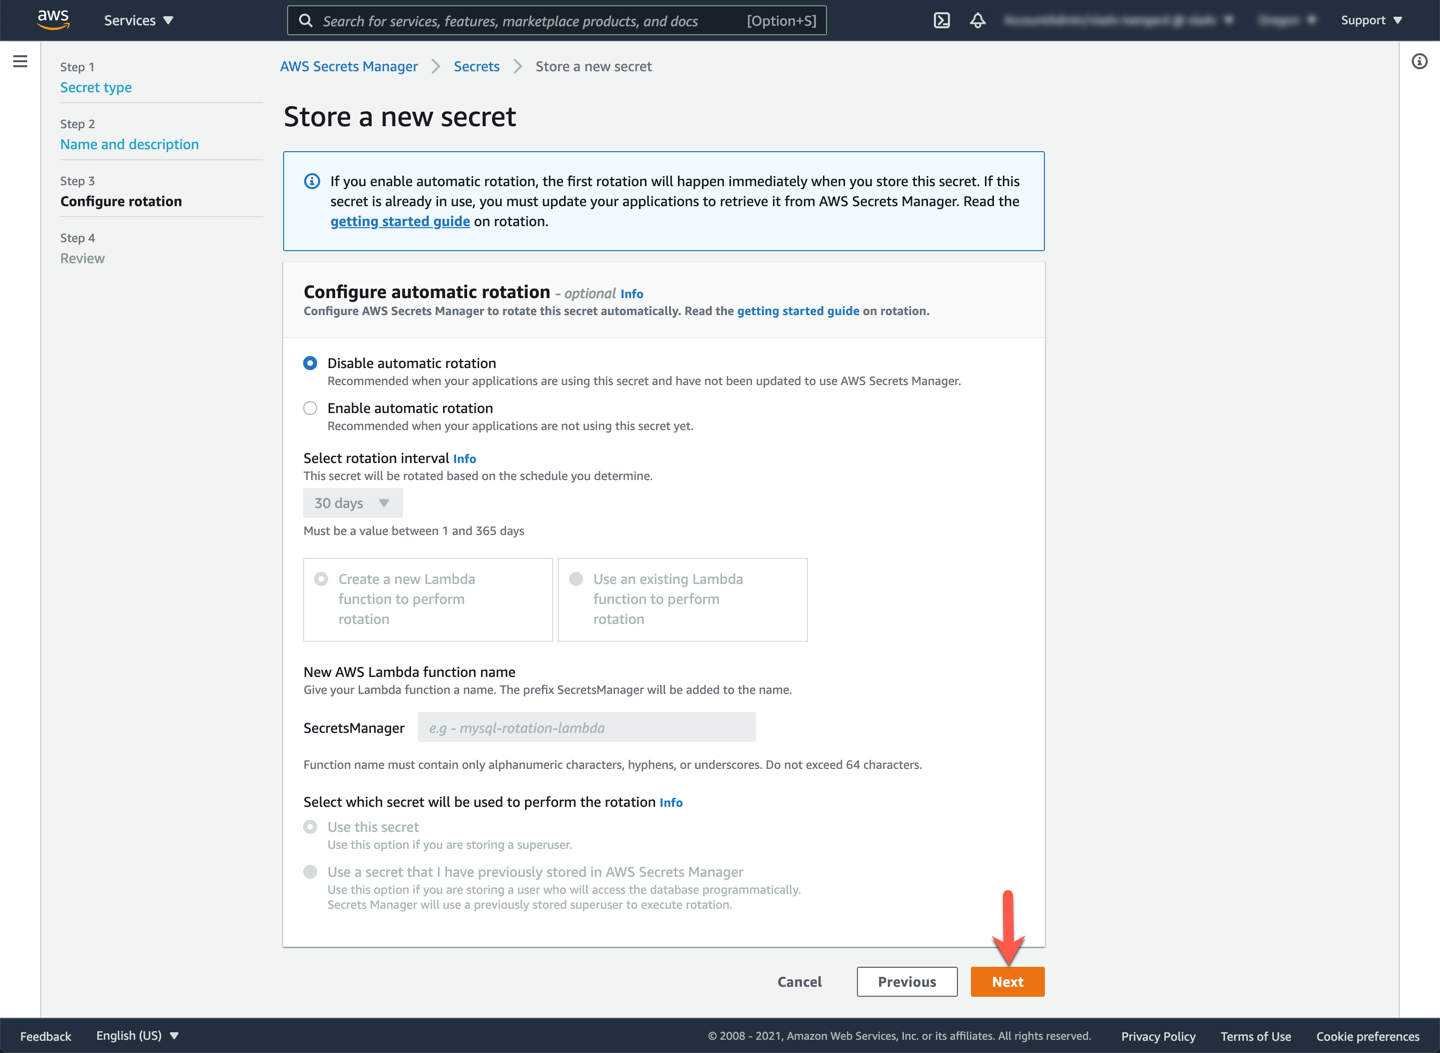 aws
Services
Search for services, features, marketplace products, and docs
[Option+S]
Support
Step 1
Secret type
Step 2
Name and description
Step 3
Configure rotation
Step 4
Review
AWS Secrets Manager
Secrets
Store a new secret
Store a new secret
If you enable automatic rotation, the first rotation will happen immediately when you store this secret. If this
secret is already in use, you must update your applications to retrieve it from AWS Secrets Manager. Read the
getting started guide on rotation.
Configure automatic rotation - optional Info
Configure AWS Secrets Manager to rotate this secret automatically. Read the getting started guide on rotation.
Disable automatic rotation
Recommended when your applications are using this secret and have not been updated to use AWS Secrets Manager.
Enable automatic rotation
Recommended when your applications are not using this secret yet.
Select rotation interval Info
This secret will be rotated based on the schedule you determine.
30 days
Must be a value between 1 and 365 days
Create a new Lambda
function to perform
rotation
Use an existing Lambda
function to perform
rotation
New AWS Lambda function name
Give your Lambda function a name. The prefix SecretsManager will be added to the name.
SecretsManager
e.g - mysql-rotation-lambda
Function name must contain only alphanumeric characters, hyphens, or underscores. Do not exceed 64 characters.
Select which secret will be used to perform the rotation Info
Use this secret
Use this option if you are storing a superuser.
Use a secret that I have previously stored in AWS Secrets Manager
Use this option if you are storing a user who will access the database programmatically.
Secrets Manager will use a previously stored superuser to execute rotation.
Cancel
Previous
Next
Feedback
English (US)
© 2008 - 2021, Amazon Web Services, Inc. or its affiliates. All rights reserved.
Privacy Policy
Terms of Use
Cookie preferences